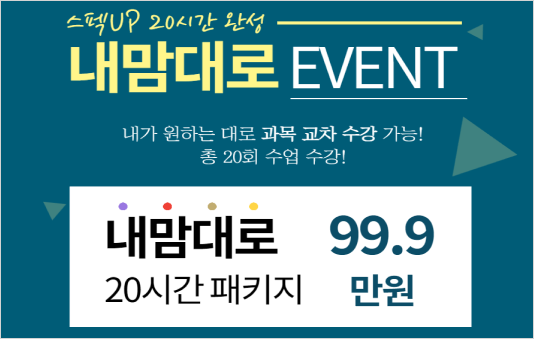 스펙UP 20시간 완성
내맘대로 EVENT
내가 원하는 대로 과목 교차 수강 가능!
총 20회 수업 수강!
내맘대로 99.9
20시간 패키지 만원